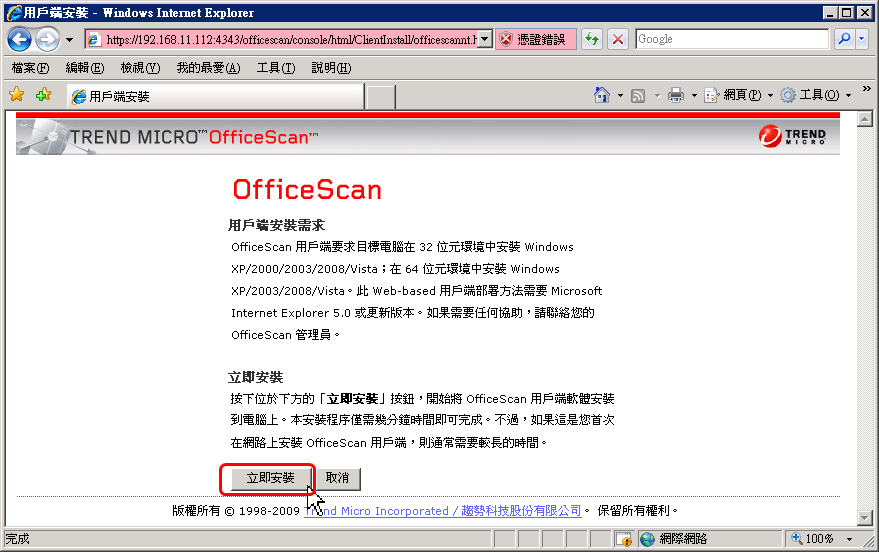 用戶端安裝 - Windows Internet Explorer
https://192.168.11.112:4343/officescan/console/html/ClientInstall/officescannt.h
憑證錯誤
Google
檔案(F) 編輯(E) 檢視(V) 我的最愛(A) 工具(T) 說明(H)
用戶端安裝
網頁(P) 工具(O) »
TREND MICRO™ OfficeScan™
TREND MICRO
OfficeScan
用戶端安裝需求
OfficeScan 用戶端要求目標電腦在 32 位元環境中安裝 Windows
XP/2000/2003/2008/Vista；在 64 位元環境中安裝 Windows
XP/2003/2008/Vista。此 Web-based 用戶端部署方法需要 Microsoft
Internet Explorer 5.0 或更新版本。如果需要任何協助，請聯絡您的
OfficeScan 管理員。
立即安裝
按下位於下方的「立即安裝」按鈕，開始將 OfficeScan 用戶端軟體安裝
到電腦上。本安裝程序僅需幾分鐘時間即可完成。不過，如果這是您首次
在網路上安裝 OfficeScan 用戶端，則通常需要較長的時間。
立即安裝 取消
版權所有 © 1998-2009 Trend Micro Incorporated / 趨勢科技股份有限公司。 保留所有權利。
完成
網際網路
100%